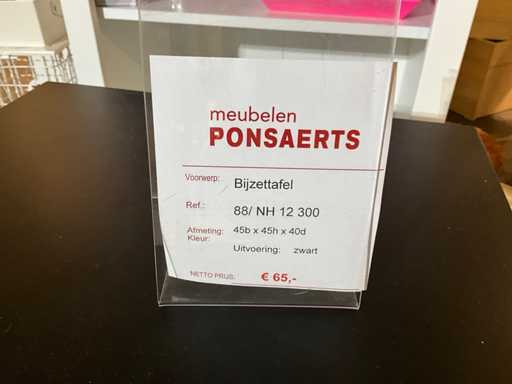 meubelen
PONSAERTS
Voorwerp: Bijzettafel
Ref.: 88/ NH 12 300
Afmeting: 45b x 45h x 40d
Kleur:
Uitvoering: zwart
NETTO PRIJS: € 65,-